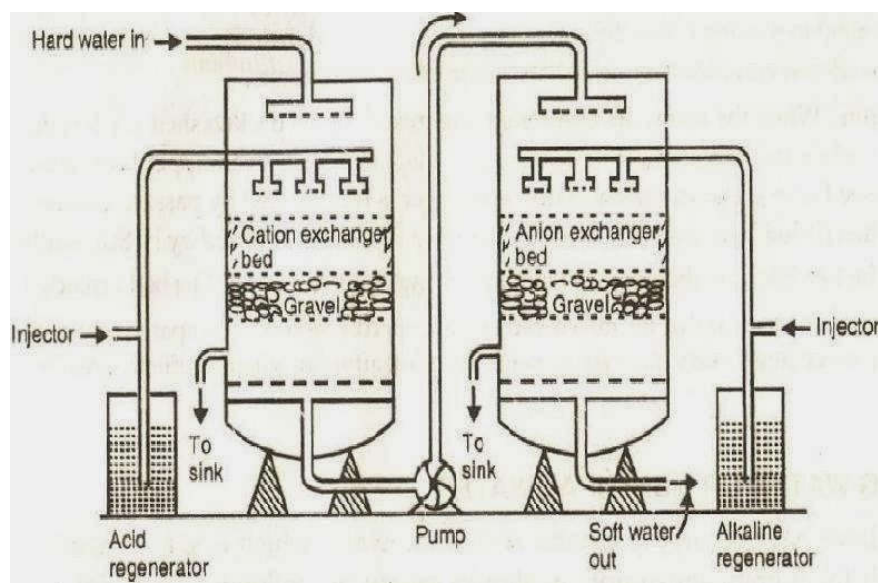 Hard water in
Cation exchanger
bed
Anion exchanger
bed
Gravel
Gravel
Injector
Injector
To
sink
To
sink
Acid
regenerator
Pump
Soft water
out
Alkaline
regenerator